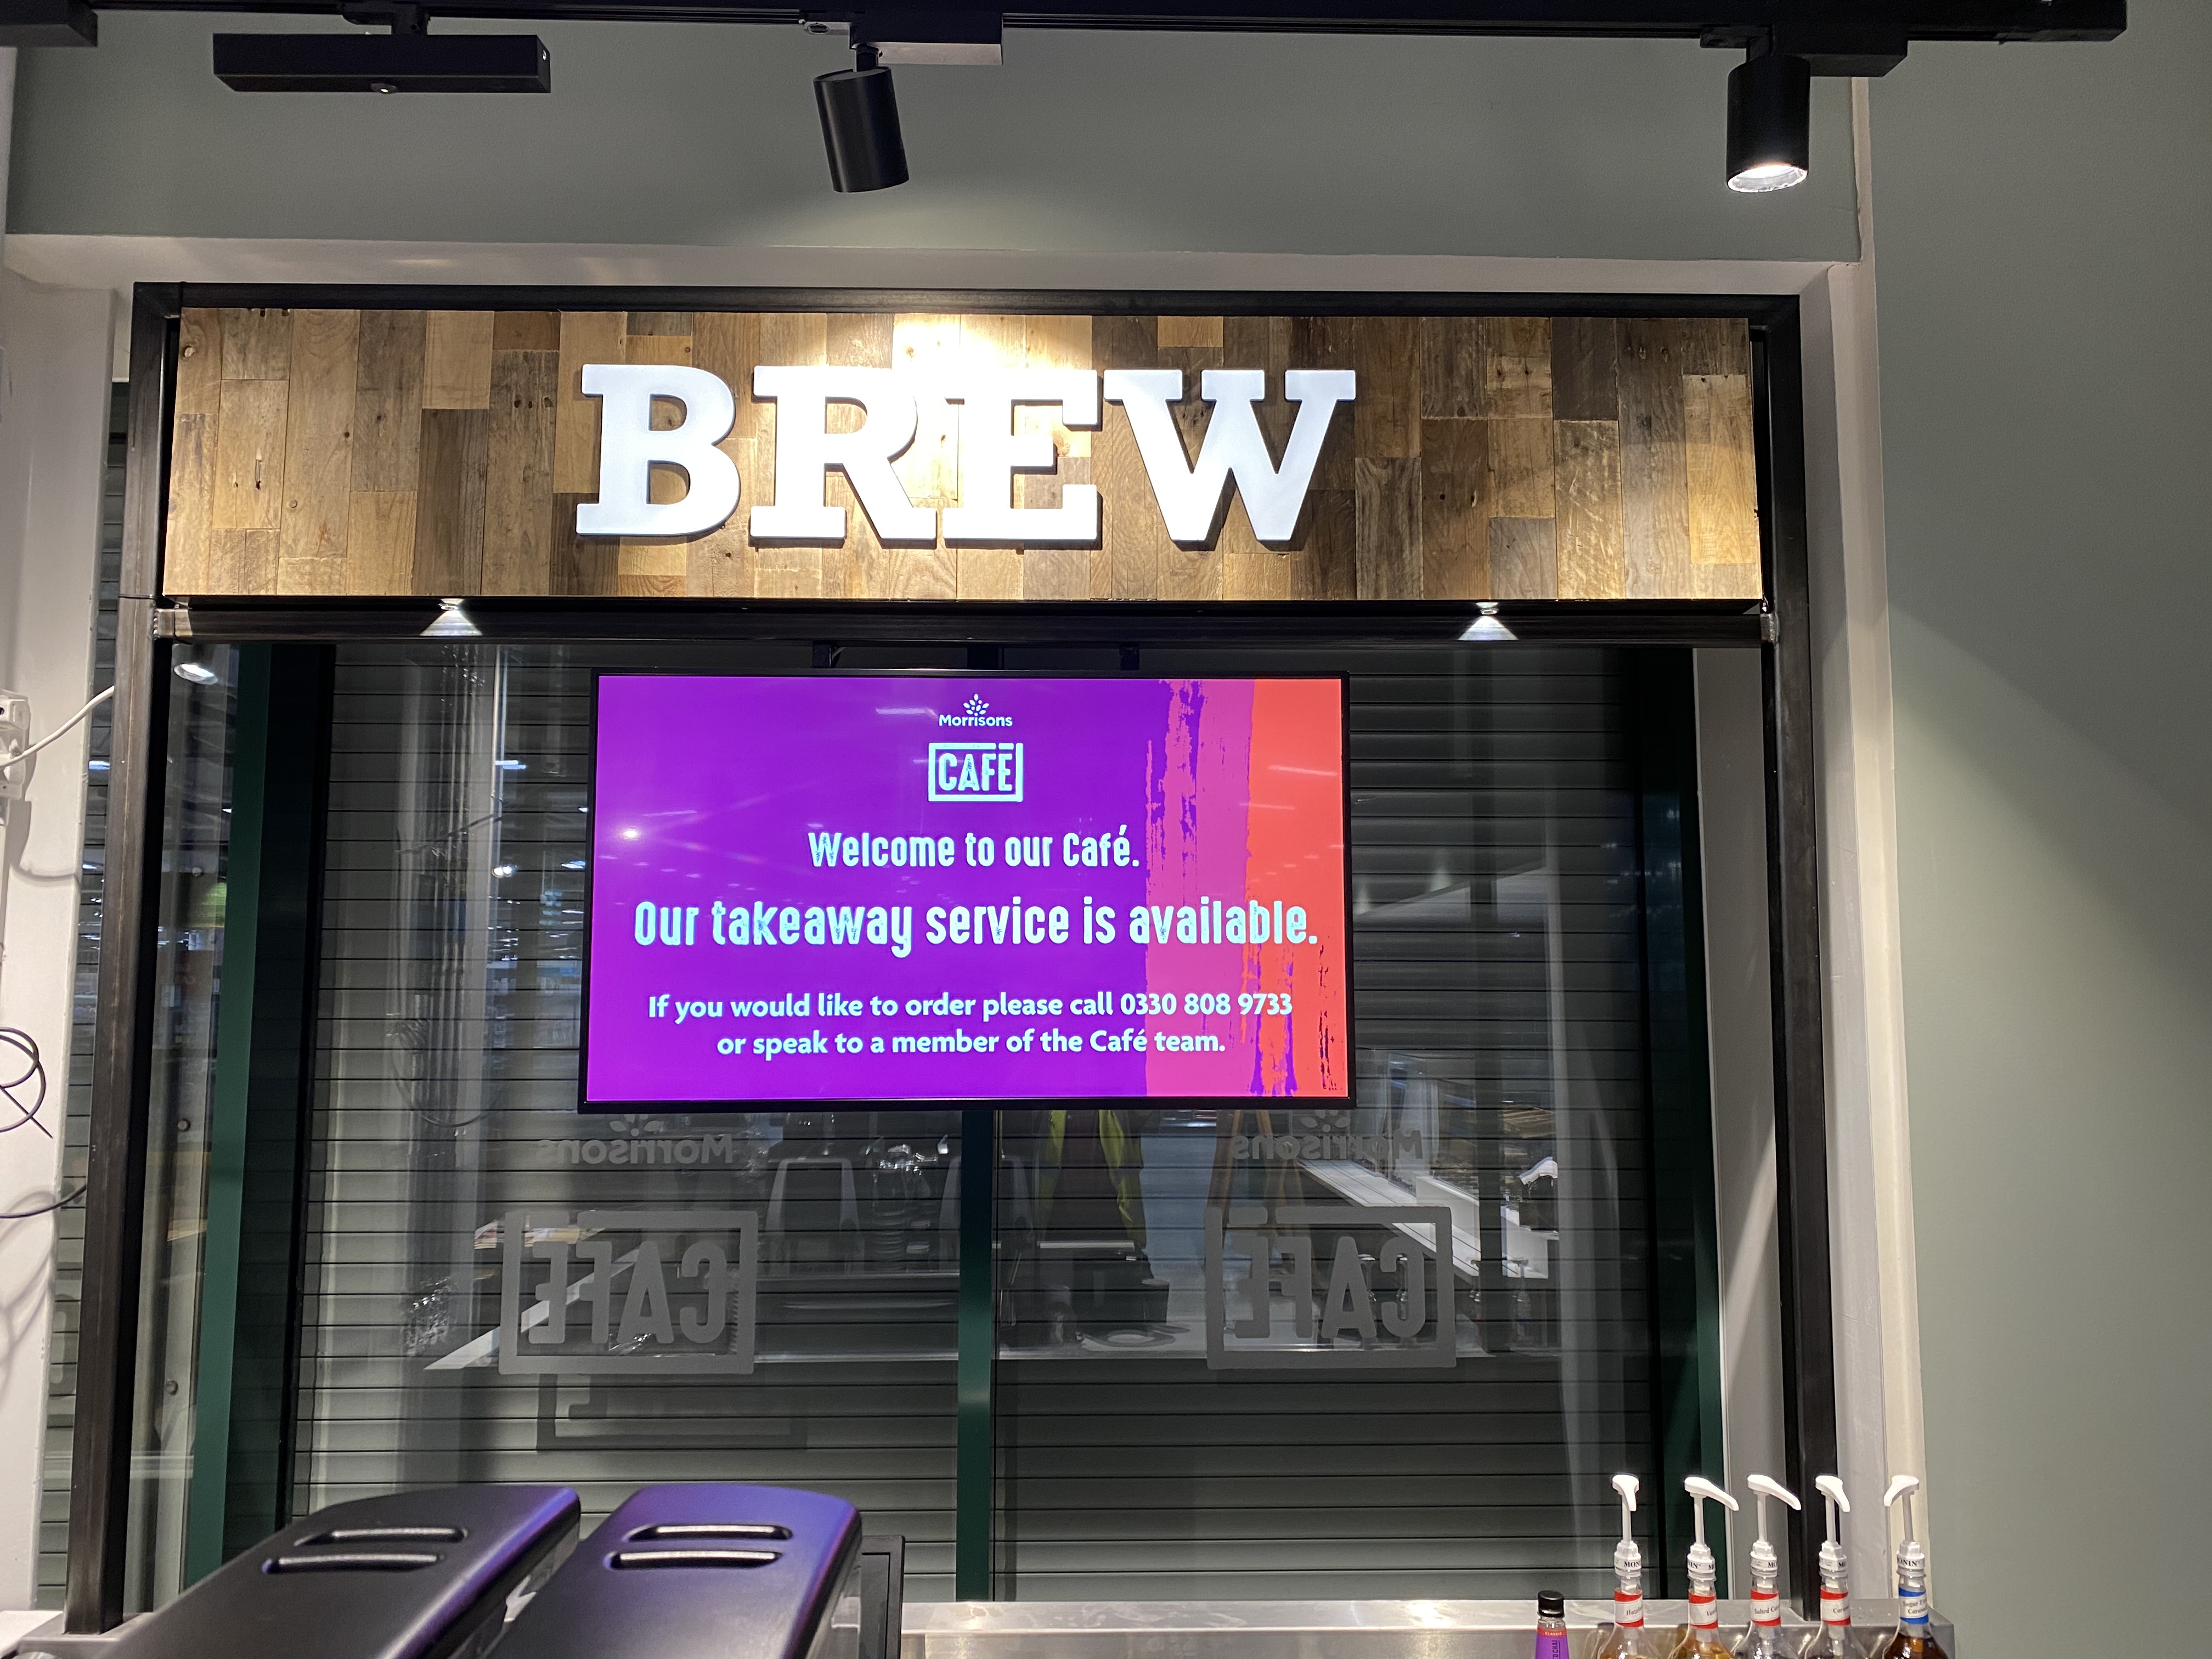 BREW
Morrisons
CAFÉ
Welcome to our Café.
Our takeaway service is available.
If you would like to order please call 0330 808 9733
or speak to a member of the Café team.
Morrisons
Morrisons
CAFÉ
CAFÉ